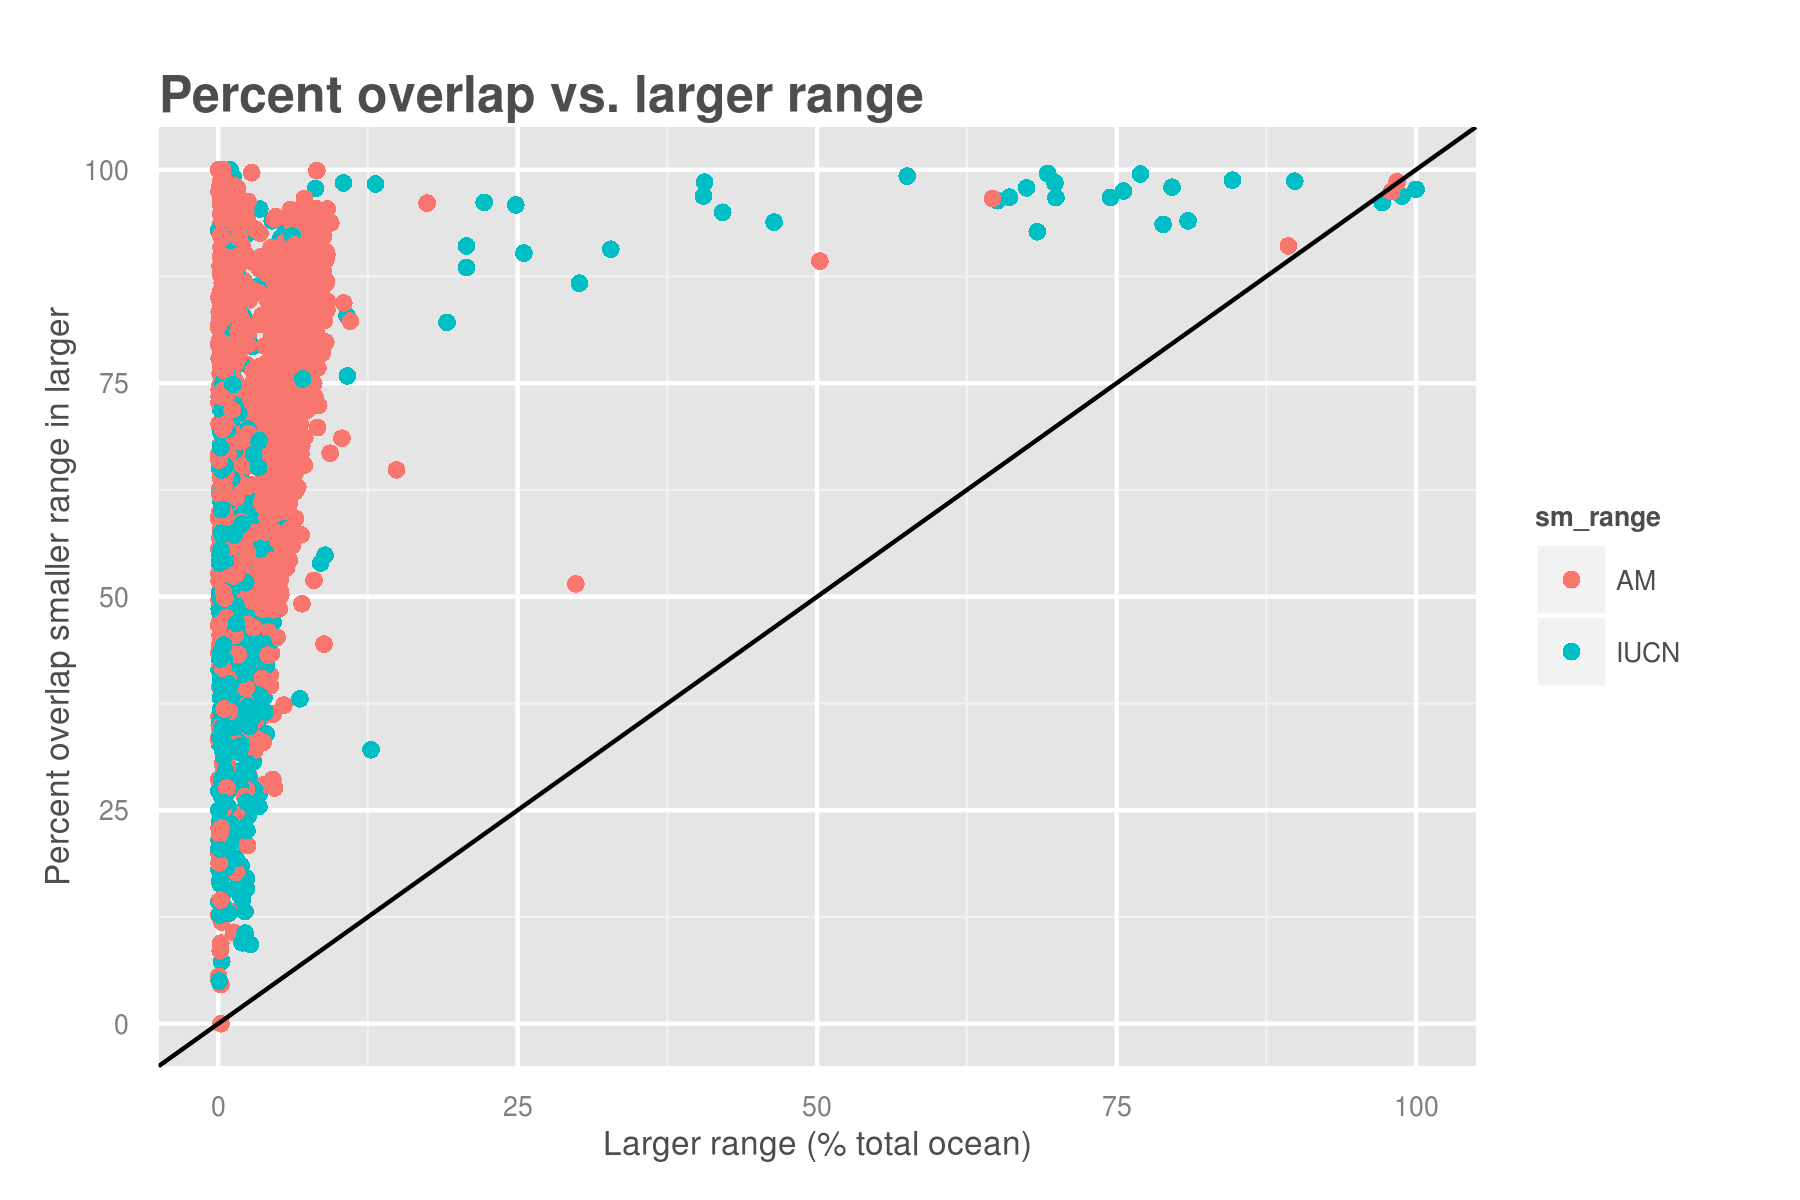 Percent overlap vs. larger range
Percent overlap smaller range in larger
100
75
50
25
0
0
25
50
75
100
Larger range (% total ocean)
sm_range
AM
IUCN